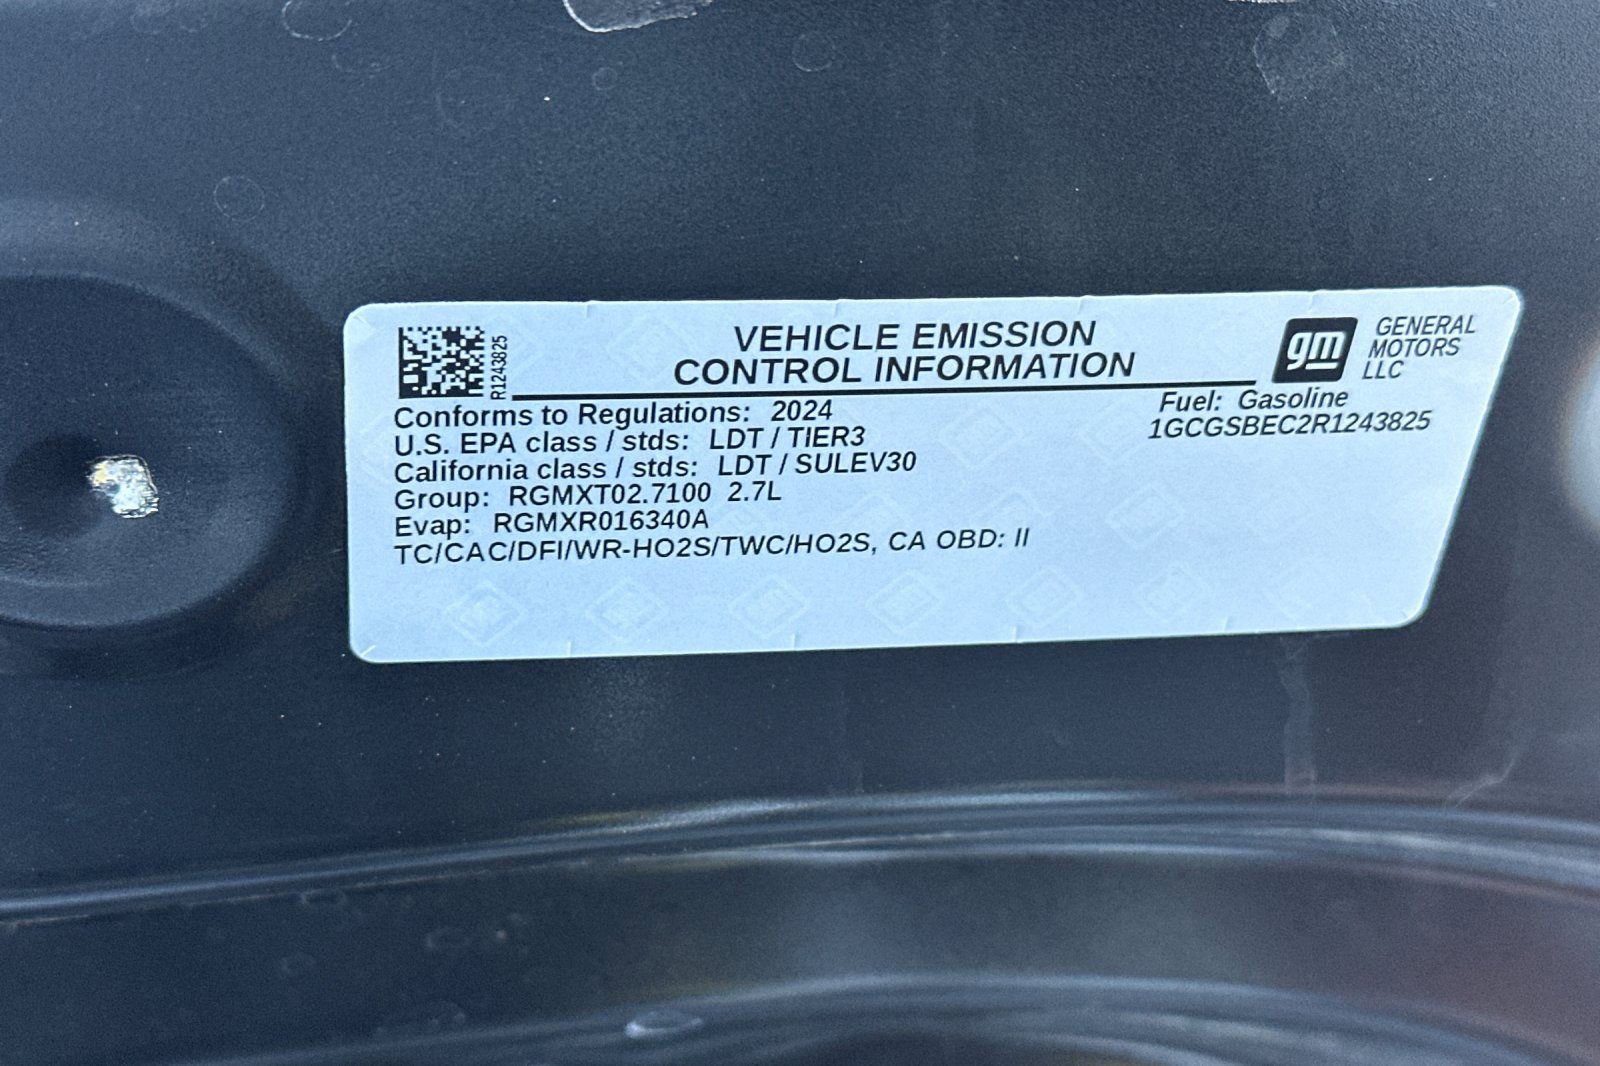 R1243825
VEHICLE EMISSION
CONTROL INFORMATION
gm
GENERAL
MOTORS
LLC
Conforms to Regulations: 2024
Fuel: Gasoline
U.S. EPA class / stds: LDT / TIER3
1GCGSBEC2R1243825
California class / stds: LDT / SULEV30
Group: RGMXT02.7100 2.7L
Evap: RGMXR016340A
TC/CAC/DFI/WR-HO2S/TWC/HO2S, CA OBD: II